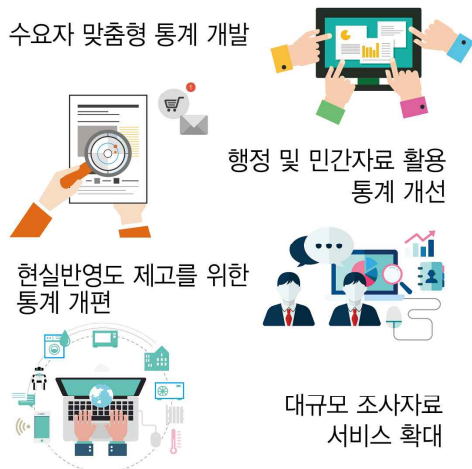 수요자 맞춤형 통계 개발
행정 및 민간자료 활용
통계 개선
현실반영도 제고를 위한
통계 개편
대규모 조사자료
서비스 확대